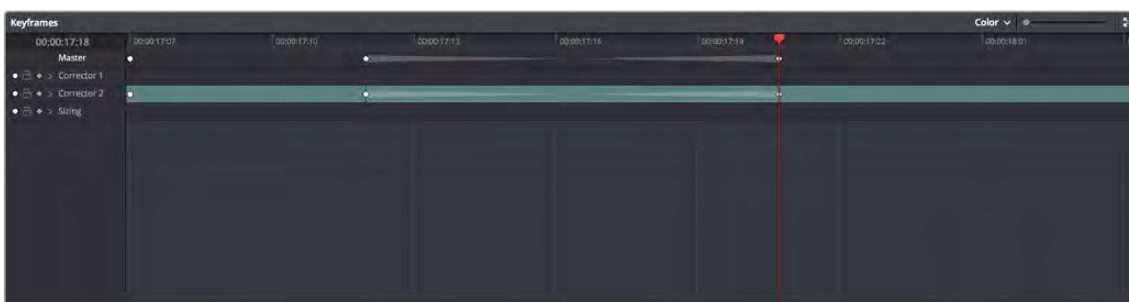 Keyframes
Color
00:00:17:18
00:00:17:07
00:00:17:10
00:00:17:13
00:00:17:16
00:00:17:19
00:00:17:22
00:00:18:01
Master
Corrector 1
Corrector 2
Sizing